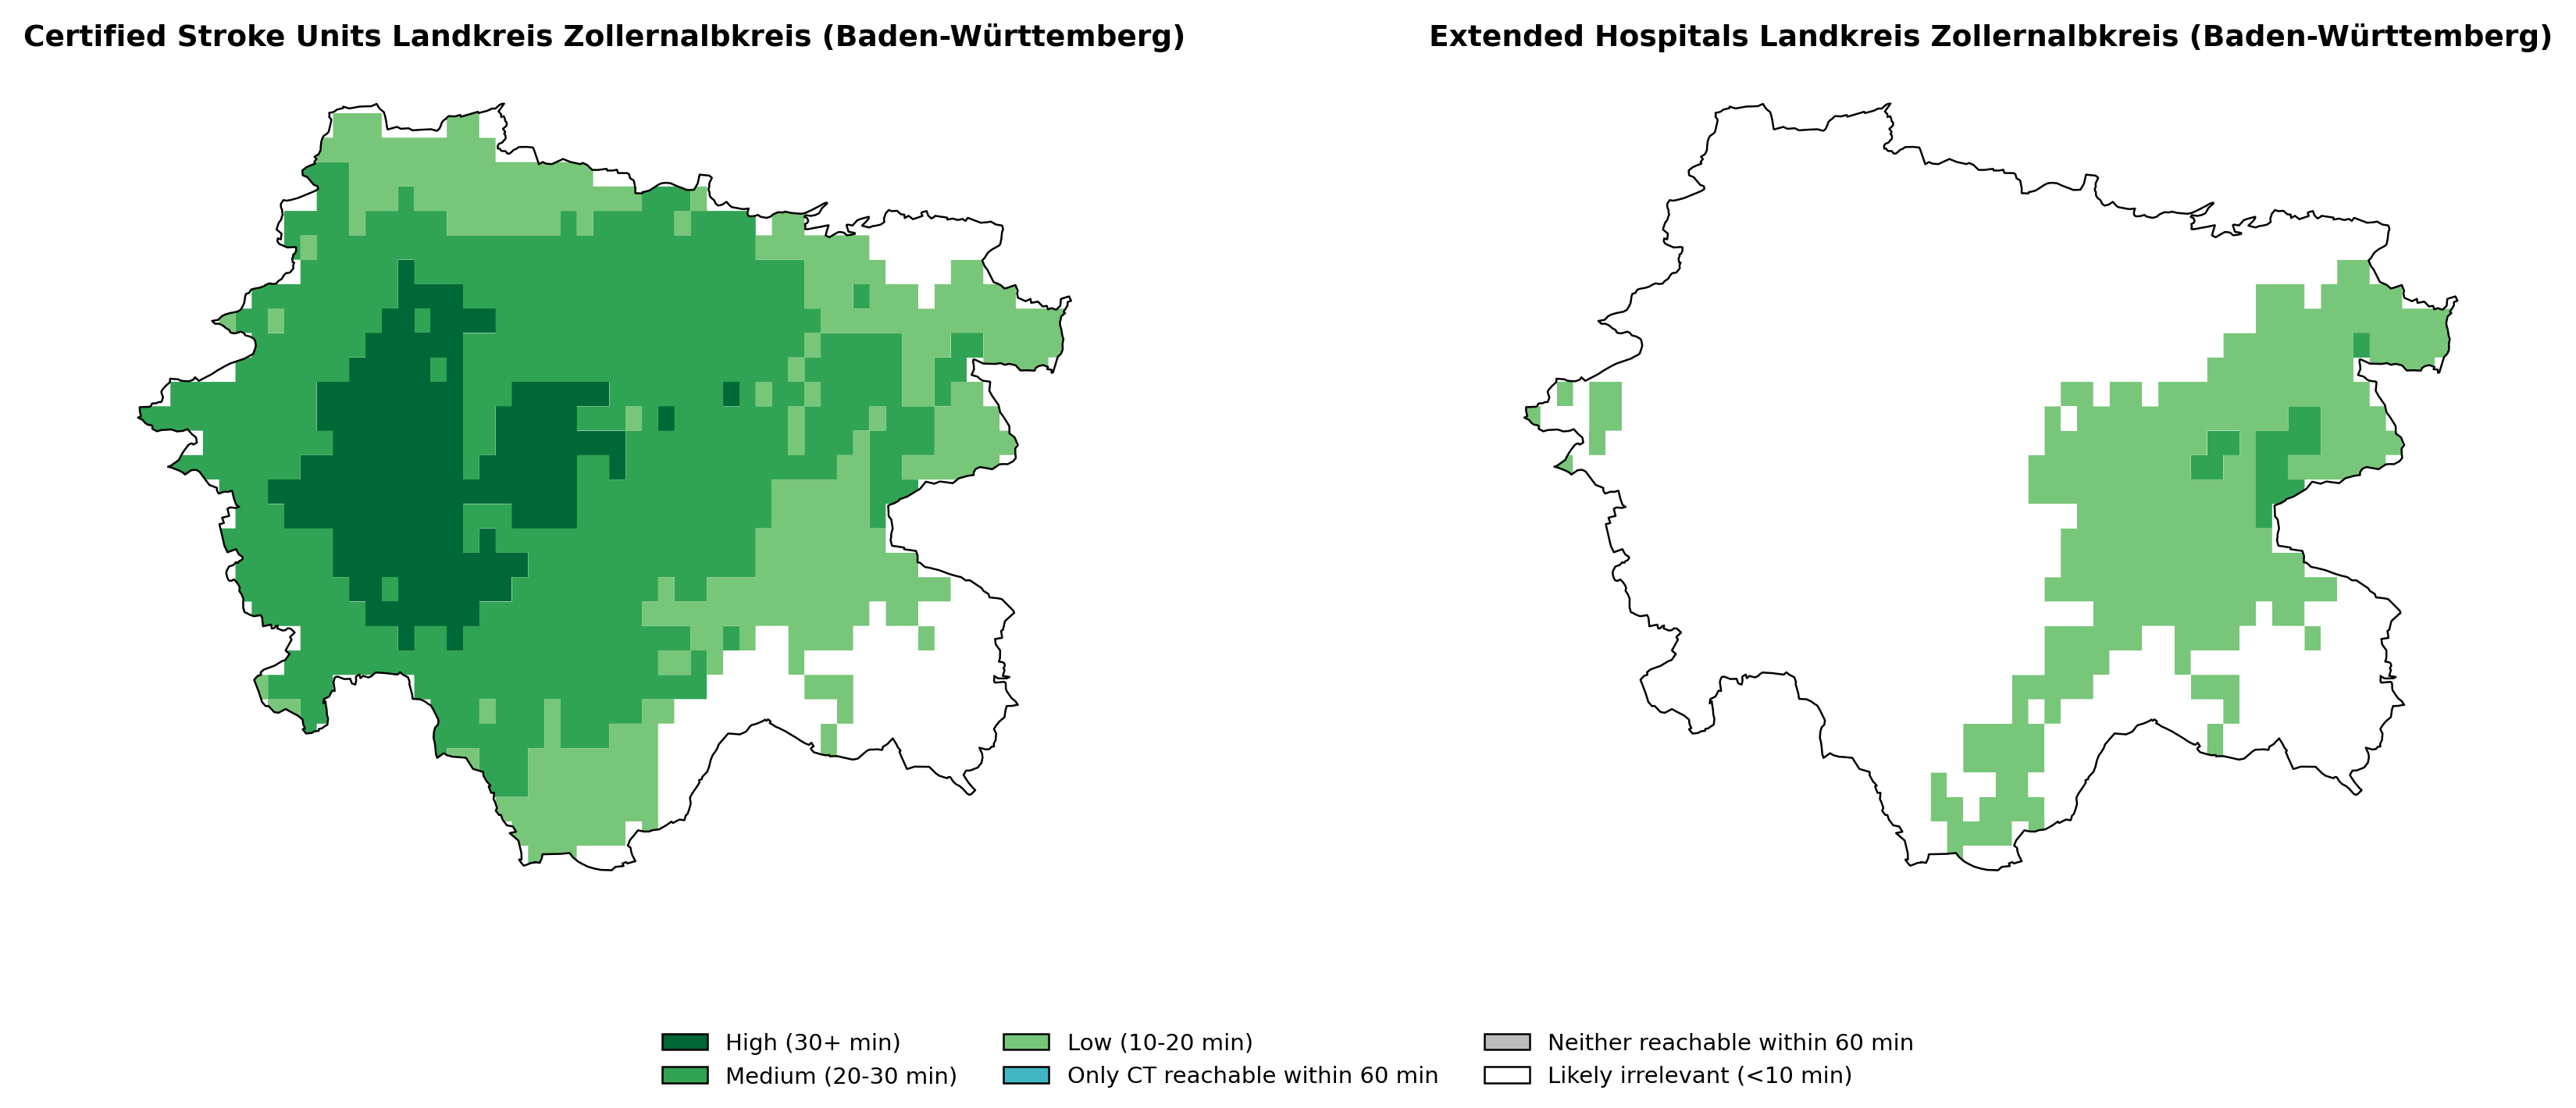 Certified Stroke Units Landkreis Zollernalbkreis (Baden-Württemberg)
Extended Hospitals Landkreis Zollernalbkreis (Baden-Württemberg)
High (30+ min)
Medium (20-30 min)
Low (10-20 min)
Only CT reachable within 60 min
Neither reachable within 60 min
Likely irrelevant (<10 min)